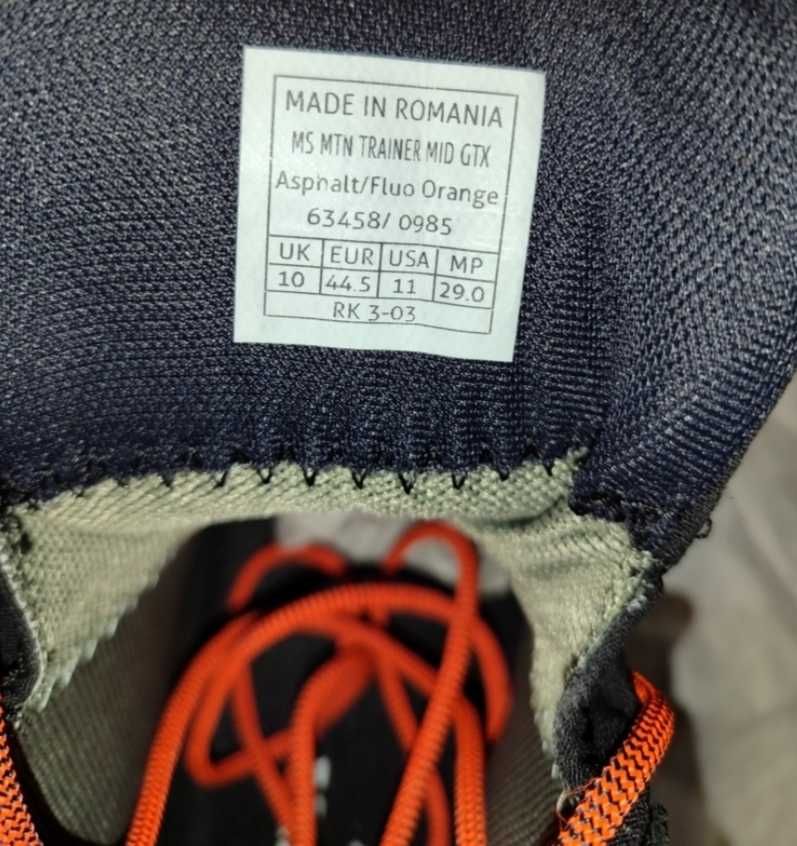 MADE IN ROMANIA
MS MTN TRAINER MID GTX
Asphalt/Fluo Orange
63458/ 0985
UK EUR USA MP
10 44.5 11 29.0
RK 3-03